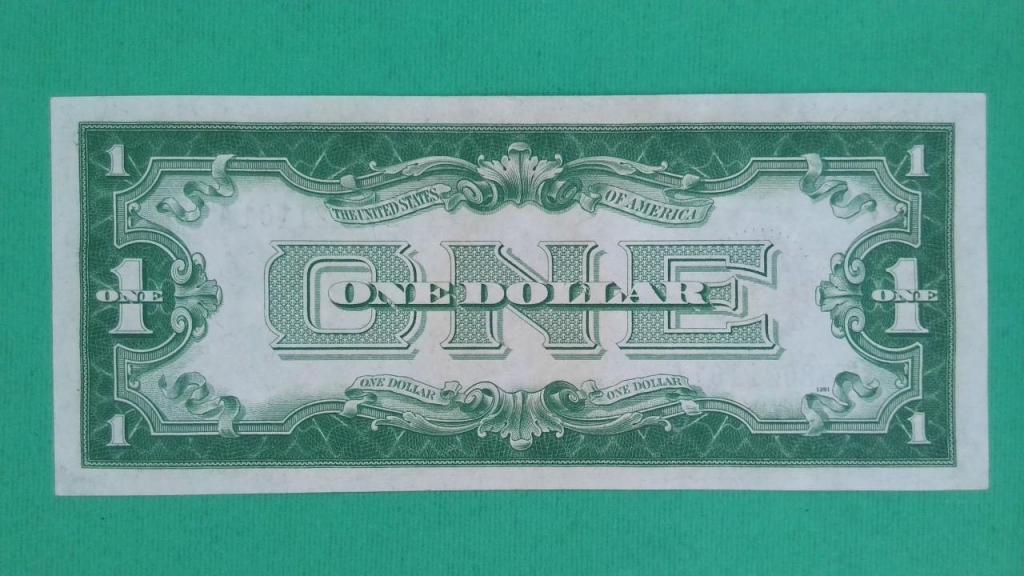 1 1
THE UNITED STATES OF AMERICA
ONE
ONE DOLLAR
1 ONE 1 ONE
ONE DOLLAR ONE DOLLAR
1 1